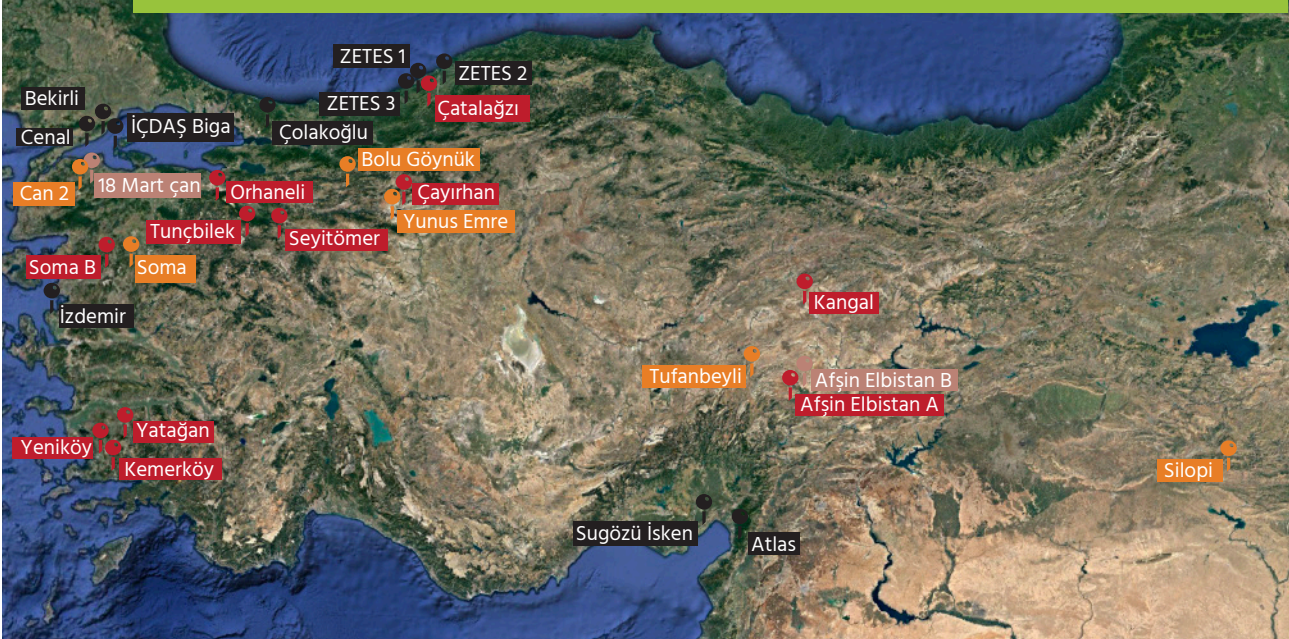 ZETES 1
ZETES 2
ZETES 3
Çatalağzı
Bekirli
Cenal
İÇDAŞ Biga
Çolakoğlu
Bolu Göynük
Can 2
18 Mart çan
Orhaneli
Çayırhan
Yunus Emre
Tunçbilek
Seyitömer
Soma B
Soma
İzdemir
Kangal
Tufanbeyli
Afşin Elbistan B
Afşin Elbistan A
Yatağan
Yeniköy
Kemerköy
Silopi
Sugözü İsken
Atlas